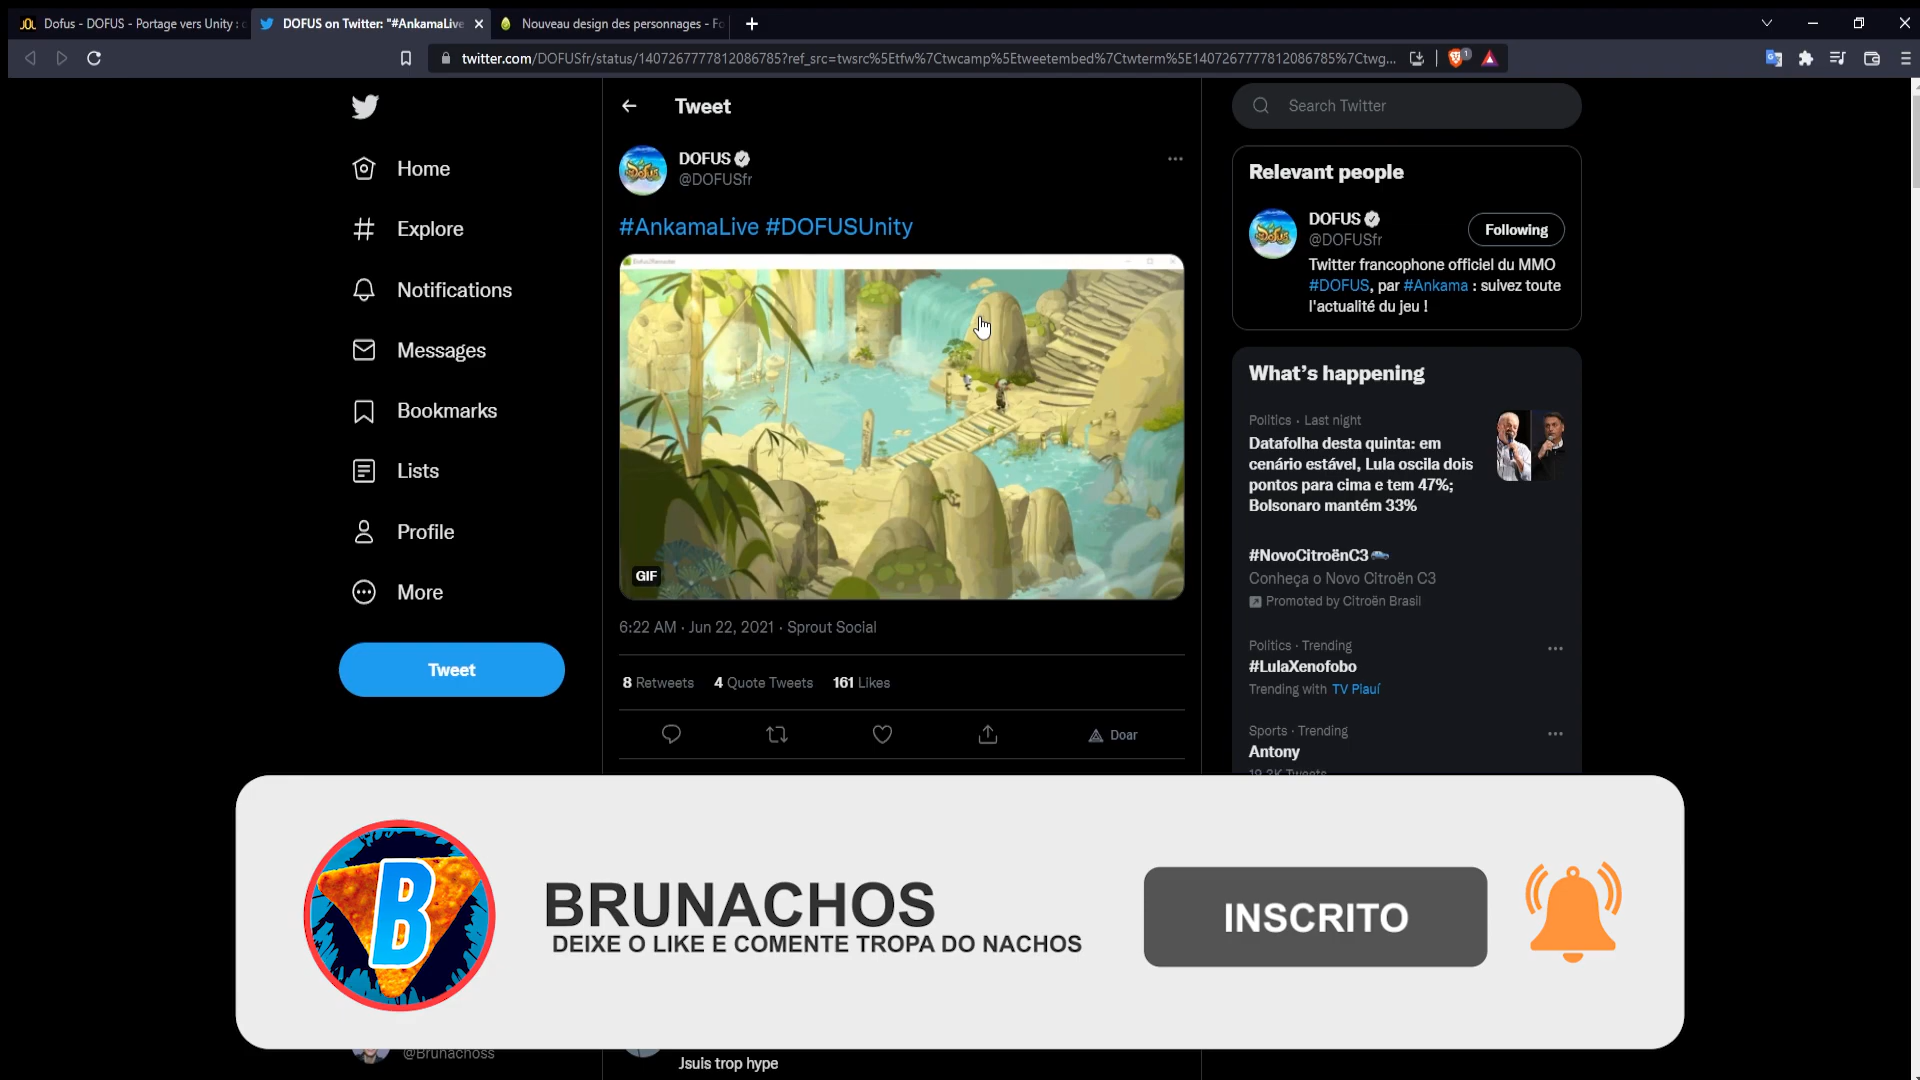 Dofus - DOFUS - Portage vers Unity :
DOFUS on Twitter: "#AnkamaLive
Nouveau design des personnages - Fo
twitter.com/DOFUSfr/status/1407267777812086785?ref_src=twsrc%5Etfw%7Ctwcamp%5Etweetembed%7Ctwterm%5E1407267777812086785%7Ctwg...
1
Home
Explore
Notifications
Messages
Bookmarks
Lists
Profile
More
Tweet
@Brunachoss
Tweet
DOFUS
@DOFUSfr
#AnkamaLive #DOFUSUnity
GIF
6:22 AM · Jun 22, 2021 · Sprout Social
8 Retweets 4 Quote Tweets 161 Likes
Doar
Jsuis trop hype
Search Twitter
Relevant people
DOFUS
@DOFUSfr
Following
Twitter francophone officiel du MMO
#DOFUS, par #Ankama : suivez toute
l'actualité du jeu !
What's happening
Politics · Last night
Datafolha desta quinta: em
cenário estável, Lula oscila dois
pontos para cima e tem 47%;
Bolsonaro mantém 33%
#NovoCitroënC3
Conheça o Novo Citroën C3
Promoted by Citroën Brasil
Politics · Trending
#LulaXenofobo
Trending with TV Piauí
Sports · Trending
Antony
19.3K Tweets
B
BRUNACHOS
DEIXE O LIKE E COMENTE TROPA DO NACHOS
INSCRITO